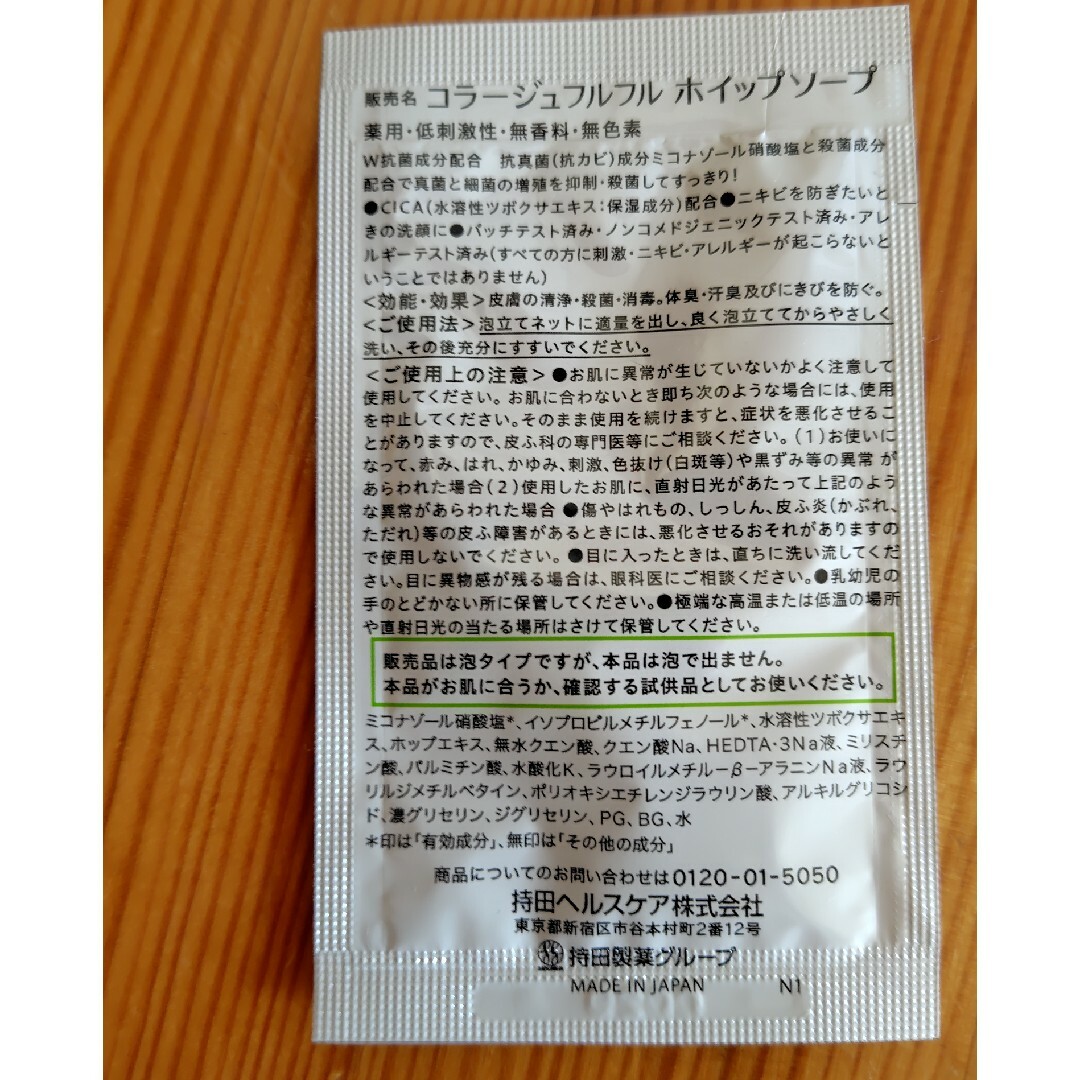 販売名 コラージュフルフル ホイップソープ
薬用・低刺激性・無香料・無色素
W抗菌成分配合 抗真菌(抗カビ)成分ミコナゾール硝酸塩と殺菌成分
配合で真菌と細菌の増殖を抑制・殺菌してすっきり!
●CICA(水溶性ツボクサエキス:保湿成分)配合●ニキビを防ぎたいと
きの洗顔に●パッチテスト済み・ノンコメドジェニックテスト済み・アレ
ルギーテスト済み(すべての方に刺激・ニキビ・アレルギーが起こらないと
いうことではありません)
<効能・効果>皮膚の清浄・殺菌・消毒。体臭・汗臭及びにきびを防ぐ。
<ご使用法>泡立てネットに適量を出し、良く泡立ててからやさしく
洗い、その後充分にすすいでください。
<ご使用上の注意>●お肌に異常が生じていないかよく注意して
使用してください。お肌に合わないとき即ち次のような場合には、使用
を中止してください。そのまま使用を続けますと、症状を悪化させるこ
とがありますので、皮ふ科の専門医等にご相談ください。(1)お使いに
なって、赤み、はれ、かゆみ、刺激、色抜け(白斑等)や黒ずみ等の異常が
あらわれた場合(2)使用したお肌に、直射日光があたって上記のよう
な異常があらわれた場合●傷やはれもの、しっしん、皮ふ炎(かぶれ、
ただれ)等の皮ふ障害があるときには、悪化させるおそれがありますの
で使用しないでください。●目に入ったときは、直ちに洗い流してくだ
さい。目に異物感が残る場合は、眼科医にご相談ください。●乳幼児の
手のとどかない所に保管してください。●極端な高温または低温の場所
や直射日光の当たる場所はさけて保管してください。
販売品は泡タイプですが、本品は泡で出ません。
本品がお肌に合うか、確認する試供品としてお使いください。
ミコナゾール硝酸塩*、イソプロピルメチルフェノール*、水溶性ツボクサエキ
ス、ホップエキス、無水クエン酸、クエン酸Na、HEDTA・3Na液、ミリスチ
ン酸、パルミチン酸、水酸化K、ラウロイルメチル-β-アラニンNa液、ラウ
リルジメチルベタイン、ポリオキシエチレンジラウリン酸、アルキルグリコシ
ド、濃グリセリン、ジグリセリン、PG、BG、水
*印は「有効成分」、無印は「その他の成分」
商品についてのお問い合わせは0120-01-5050
持田ヘルスケア株式会社
東京都新宿区市谷本村町2番12号
持田製薬グループ
MADE IN JAPAN N1